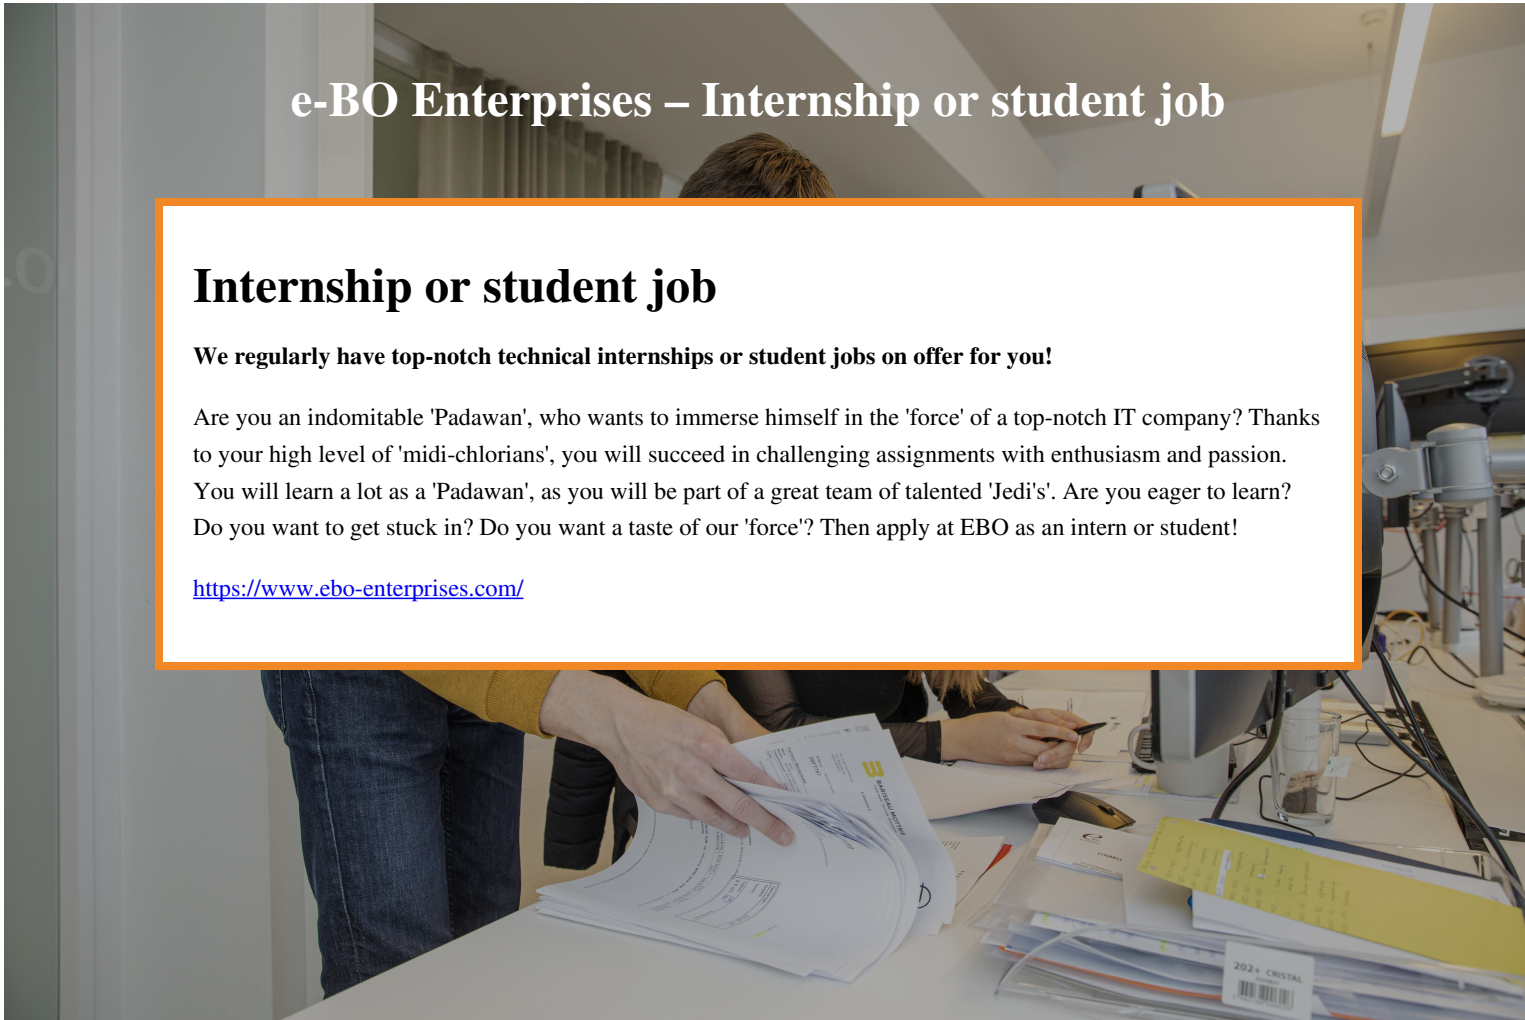 e-BO Enterprises – Internship or student job
Internship or student job
We regularly have top-notch technical internships or student jobs on offer for you!
Are you an indomitable 'Padawan', who wants to immerse himself in the 'force' of a top-notch IT company? Thanks
to your high level of 'midi-chlorians', you will succeed in challenging assignments with enthusiasm and passion.
You will learn a lot as a 'Padawan', as you will be part of a great team of talented 'Jedi's'. Are you eager to learn?
Do you want to get stuck in? Do you want a taste of our 'force'? Then apply at EBO as an intern or student!
https://www.ebo-enterprises.com/
BARISEAU MOTTRIE
202+ CRISTAL